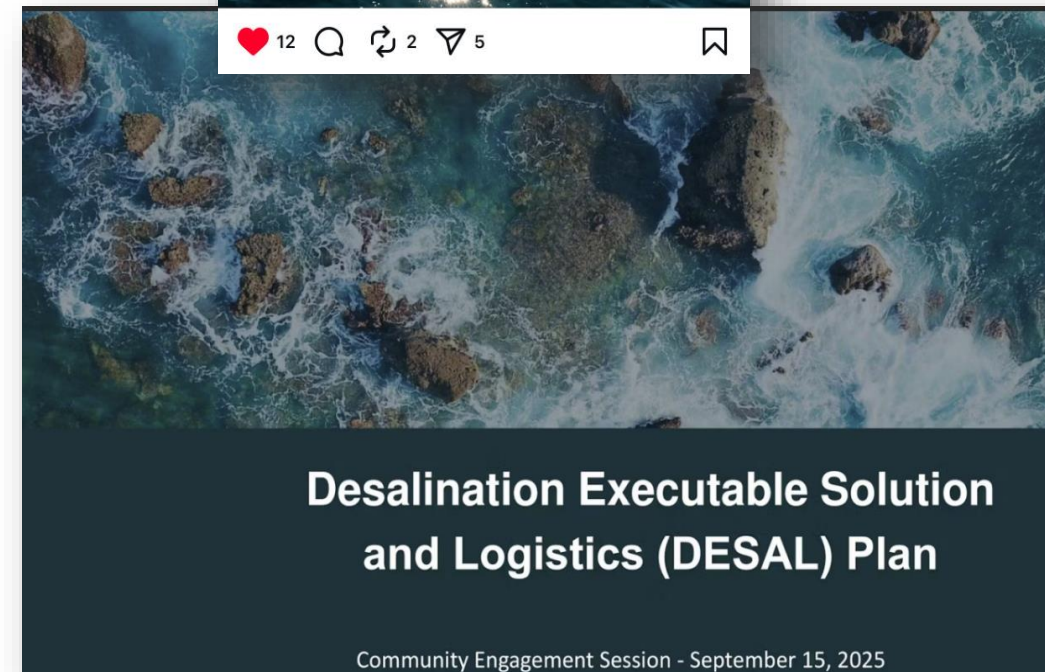 12 2 5
Desalination Executable Solution
and Logistics (DESAL) Plan
Community Engagement Session - September 15, 2025